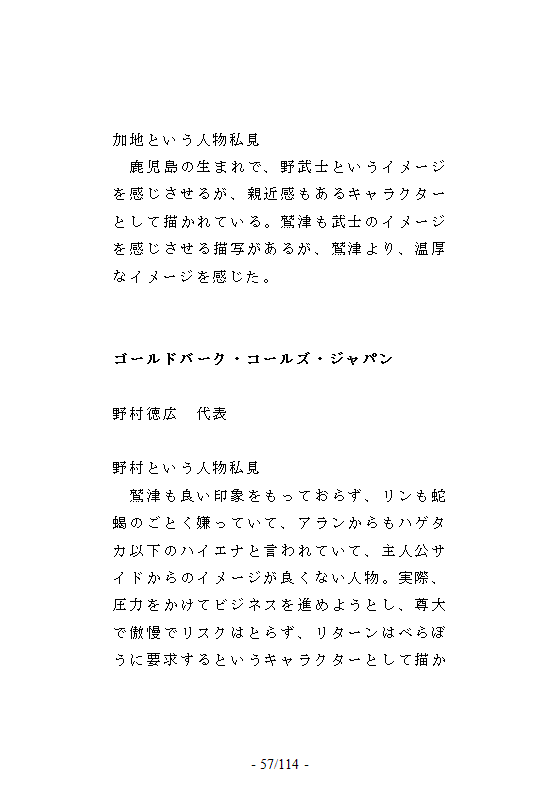 加地という人物私見
　鹿児島の生まれで、野武士というイメージ
を感じさせるが、親近感もあるキャラクター
として描かれている。鷲津も武士のイメージ
を感じさせる描写があるが、鷲津より、温厚
なイメージを感じた。
ゴールドバーク・コールズ・ジャパン
野村徳広　代表
野村という人物私見
　鷲津も良い印象をもっておらず、リンも蛇
蝎のごとく嫌っていて、アランからもハゲタ
カ以下のハイエナと言われていて、主人公サ
イドからのイメージが良くない人物。実際、
圧力をかけてビジネスを進めようとし、尊大
で傲慢でリスクはとらず、リターンはべらぼ
うに要求するというキャラクターとして描か
- 57/114 -